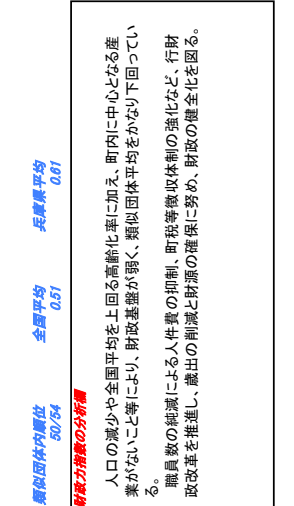 類似団体内順位 全国平均 兵庫県平均
50/54 0.51 0.61
財政力指数の分析欄
人口の減少や全国平均を上回る高齢化率に加え、町内に中心となる産
業がないこと等により、財政基盤が弱く、類似団体平均をかなり下回ってい
る。
職員数の純減による人件費の抑制、町税等徴収体制の強化など、行財
政改革を推進し、歳出の削減と財源の確保に努め、財政の健全化を図る。